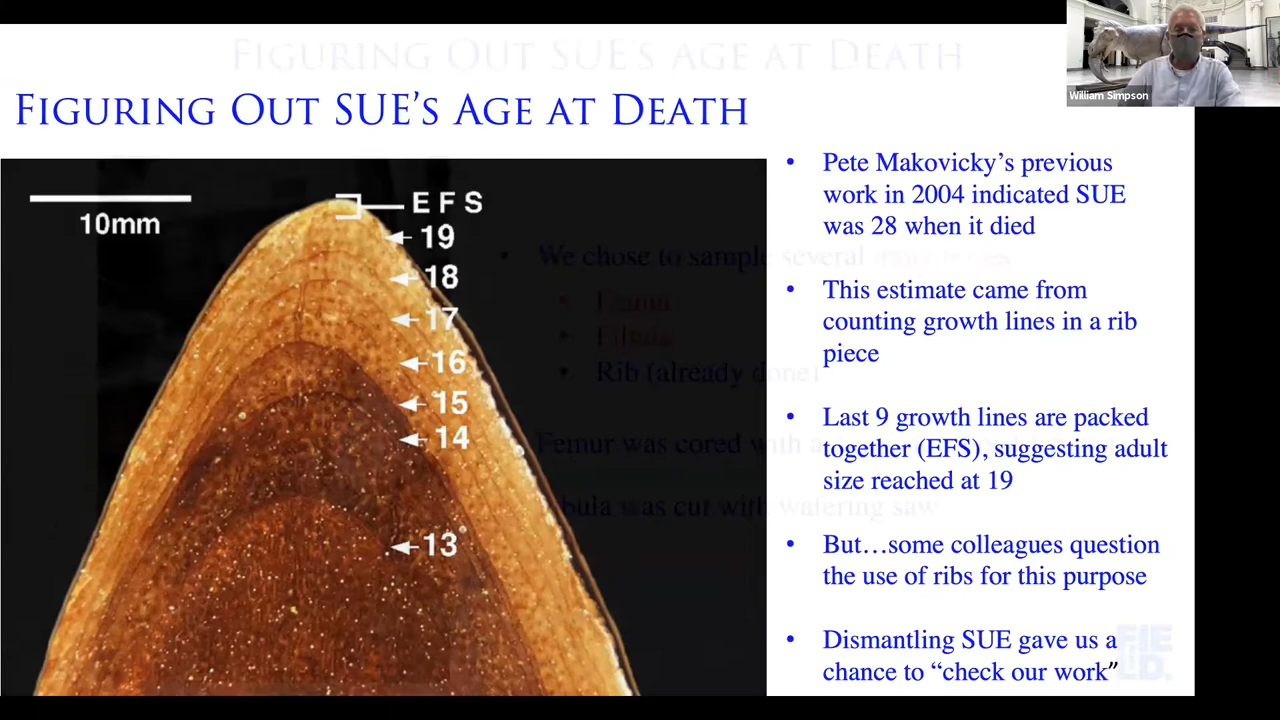 FIGURING OUT SUE'S AGE AT DEATH
William Simpson
FIGURING OUT SUE'S AGE AT DEATH
10mm
E F S
19
18
17
16
15
14
13
• Pete Makovicky's previous
work in 2004 indicated SUE
was 28 when it died
• This estimate came from
counting growth lines in a rib
piece
• Last 9 growth lines are packed
together (EFS), suggesting adult
size reached at 19
• But…some colleagues question
the use of ribs for this purpose
• Dismantling SUE gave us a
chance to “check our work”
• We chose to sample several
• Rib (already done)
Femur was cored with a
was cut with watering saw
FIELD.